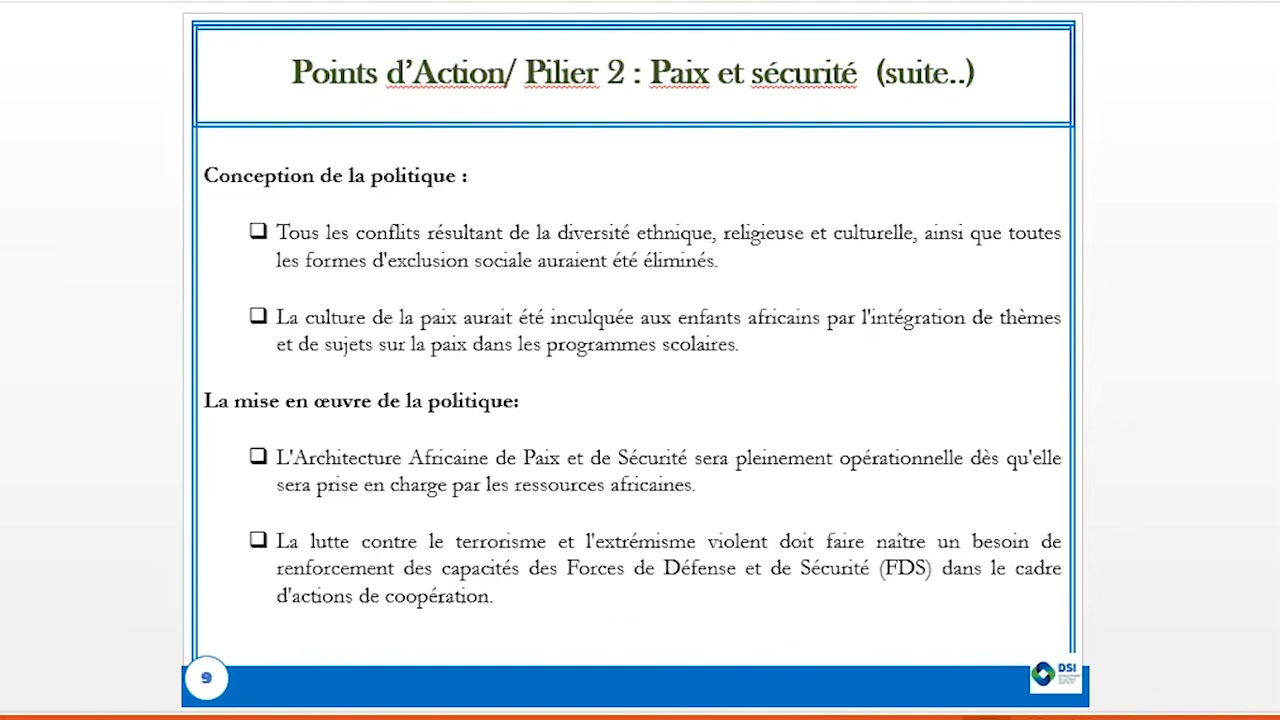 Points d’Action/ Pilier 2 : Paix et sécurité (suite..)
Conception de la politique :
Tous les conflits résultant de la diversité ethnique, religieuse et culturelle, ainsi que toutes
les formes d'exclusion sociale auraient été éliminés.
La culture de la paix aurait été inculquée aux enfants africains par l'intégration de thèmes
et de sujets sur la paix dans les programmes scolaires.
La mise en œuvre de la politique:
L'Architecture Africaine de Paix et de Sécurité sera pleinement opérationnelle dès qu'elle
sera prise en charge par les ressources africaines.
La lutte contre le terrorisme et l'extrémisme violent doit faire naître un besoin de
renforcement des capacités des Forces de Défense et de Sécurité (FDS) dans le cadre
d'actions de coopération.
9
DSI